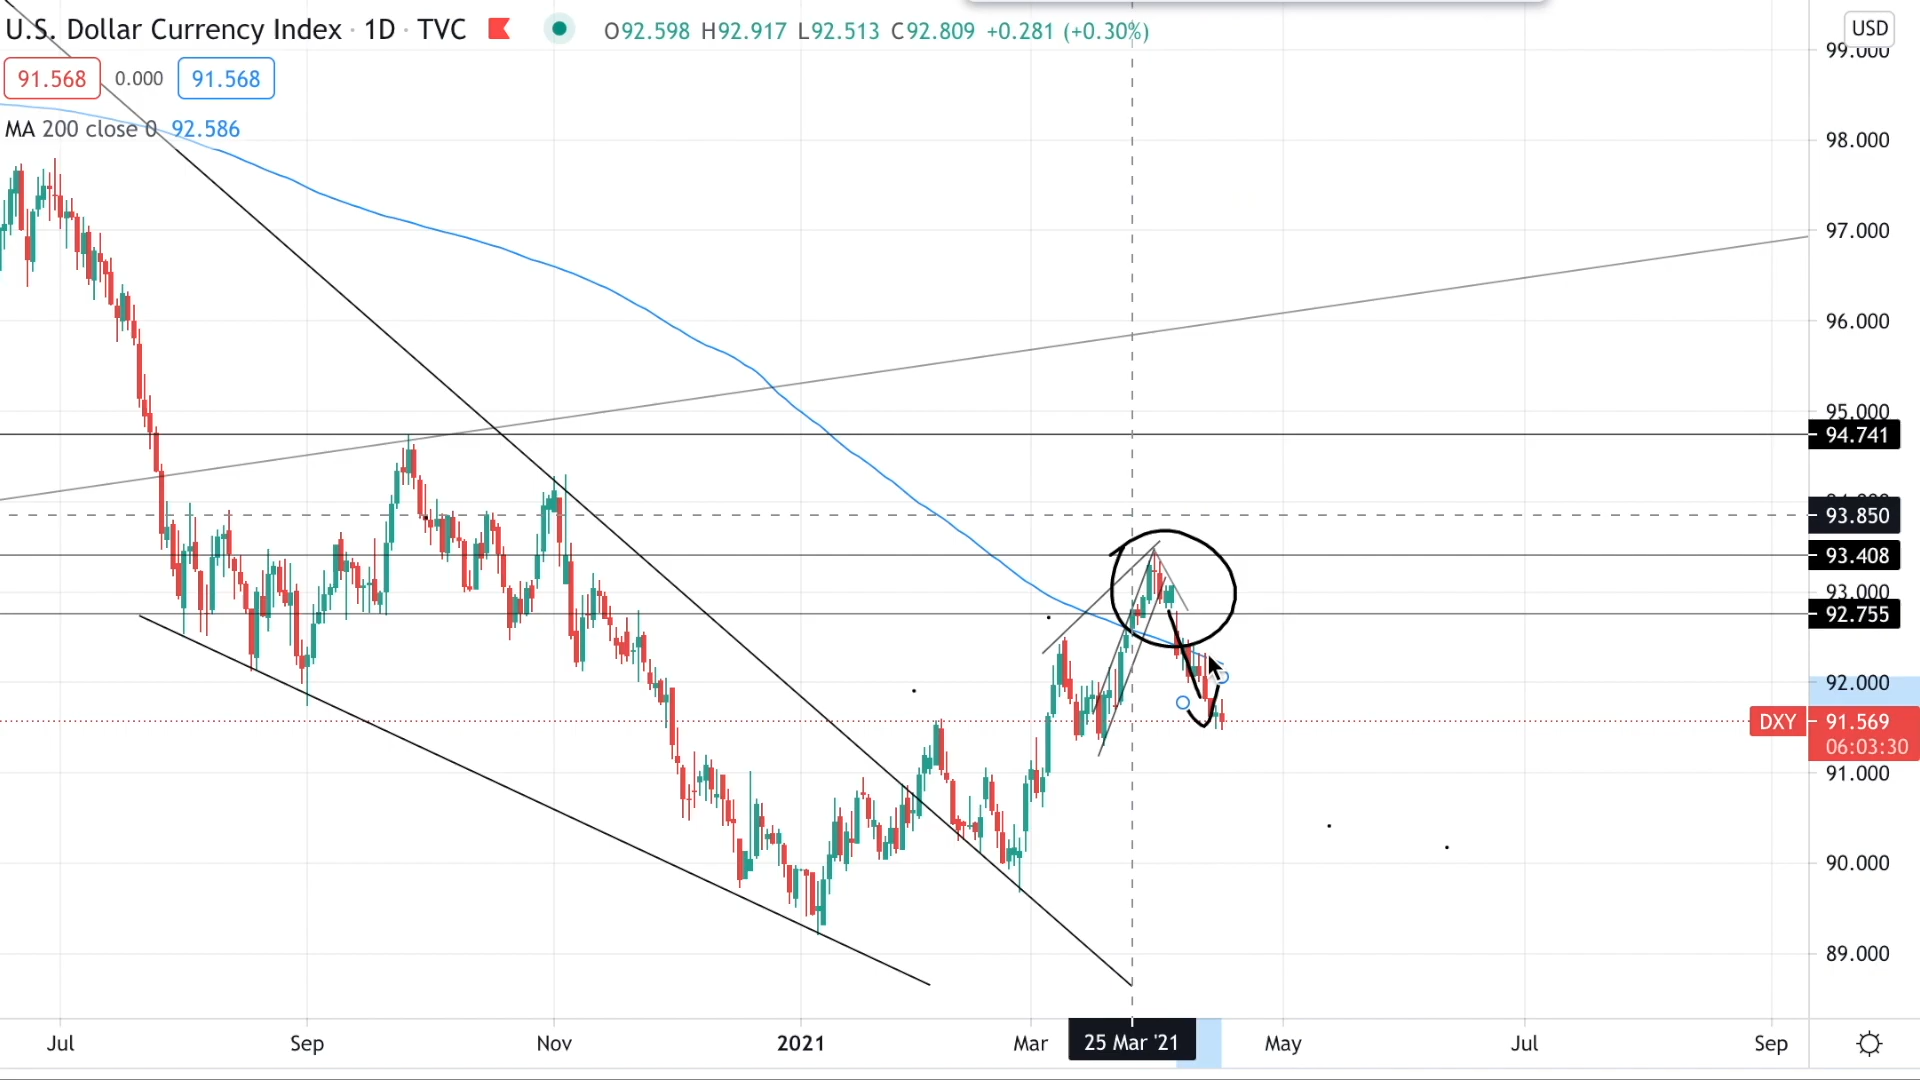 U.S. Dollar Currency Index · 1D · TVC O92.598 H92.917 L92.513 C92.809 +0.281 (+0.30%)
USD
99.000
91.568 0.000 91.568
MA 200 close 0 92.586
98.000
97.000
96.000
95.000
94.741
93.850
93.408
93.000
92.755
92.000
DXY 91.569
06:03:30
91.000
90.000
89.000
Jul Sep Nov 2021 Mar 25 Mar '21 May Jul Sep